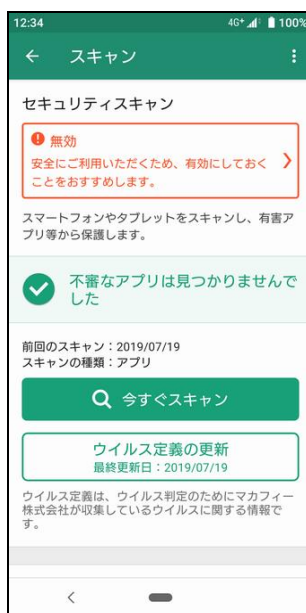 12:34 4G+ 100%
スキャン
セキュリティスキャン
無効
安全にご利用いただくため、有効にしておく
ことをおすすめします。
スマートフォンやタブレットをスキャンし、有害ア
プリ等から保護します。
不審なアプリは見つかりませんで
した
前回のスキャン：2019/07/19
スキャンの種類：アプリ
今すぐスキャン
ウイルス定義の更新
最終更新日：2019/07/19
ウイルス定義は、ウイルス判定のためにマカフィー
株式会社が収集しているウイルスに関する情報で
す。